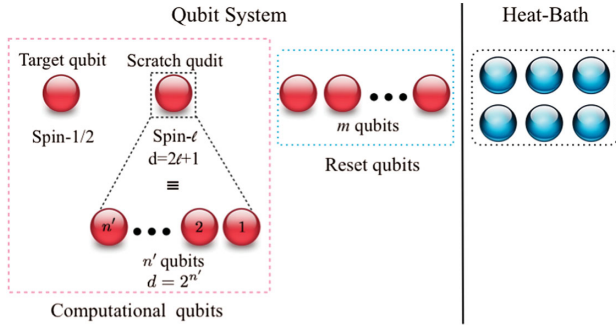 Qubit System
Heat-Bath
Target qubit
Scratch qudit
Spin-1/2
Spin-ℓ
d=2ℓ+1
≡
n′
2
1
n′ qubits
d = 2^{n′}
Computational qubits
m qubits
Reset qubits